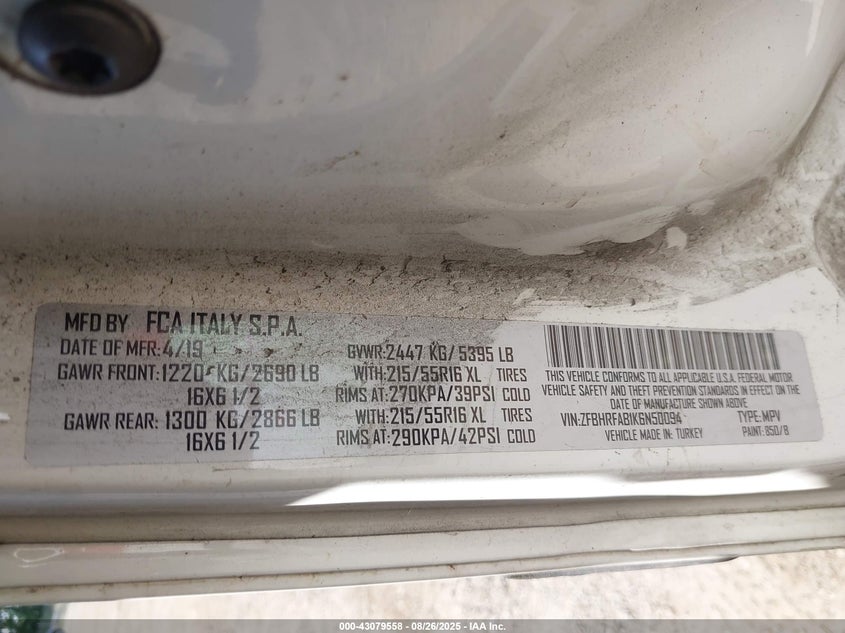 MFD BY FCA ITALY S.P.A.
DATE OF MFR: 4/19 GVWR: 2447 KG/ 5395 LB
GAWR FRONT: 1220 KG/2690 LB WITH: 215/55R16 XL TIRES
16X6 1/2 RIMS AT: 270KPA/39PSI COLD
GAWR REAR: 1300 KG/2866 LB WITH: 215/55R16 XL TIRES
16X6 1/2 RIMS AT: 290KPA/42PSI COLD
THIS VEHICLE CONFORMS TO ALL APPLICABLE U.S.A. FEDERAL MOTOR
VEHICLE SAFETY AND THEFT PREVENTION STANDARDS IN EFFECT ON THE
DATE OF MANUFACTURE SHOWN ABOVE.
VIN: ZFBHRFAB1K6N50094 TYPE: MPV
MADE IN: TURKEY PAINT: 850/B
000-43079558 - 08/26/2025 - IAA Inc.